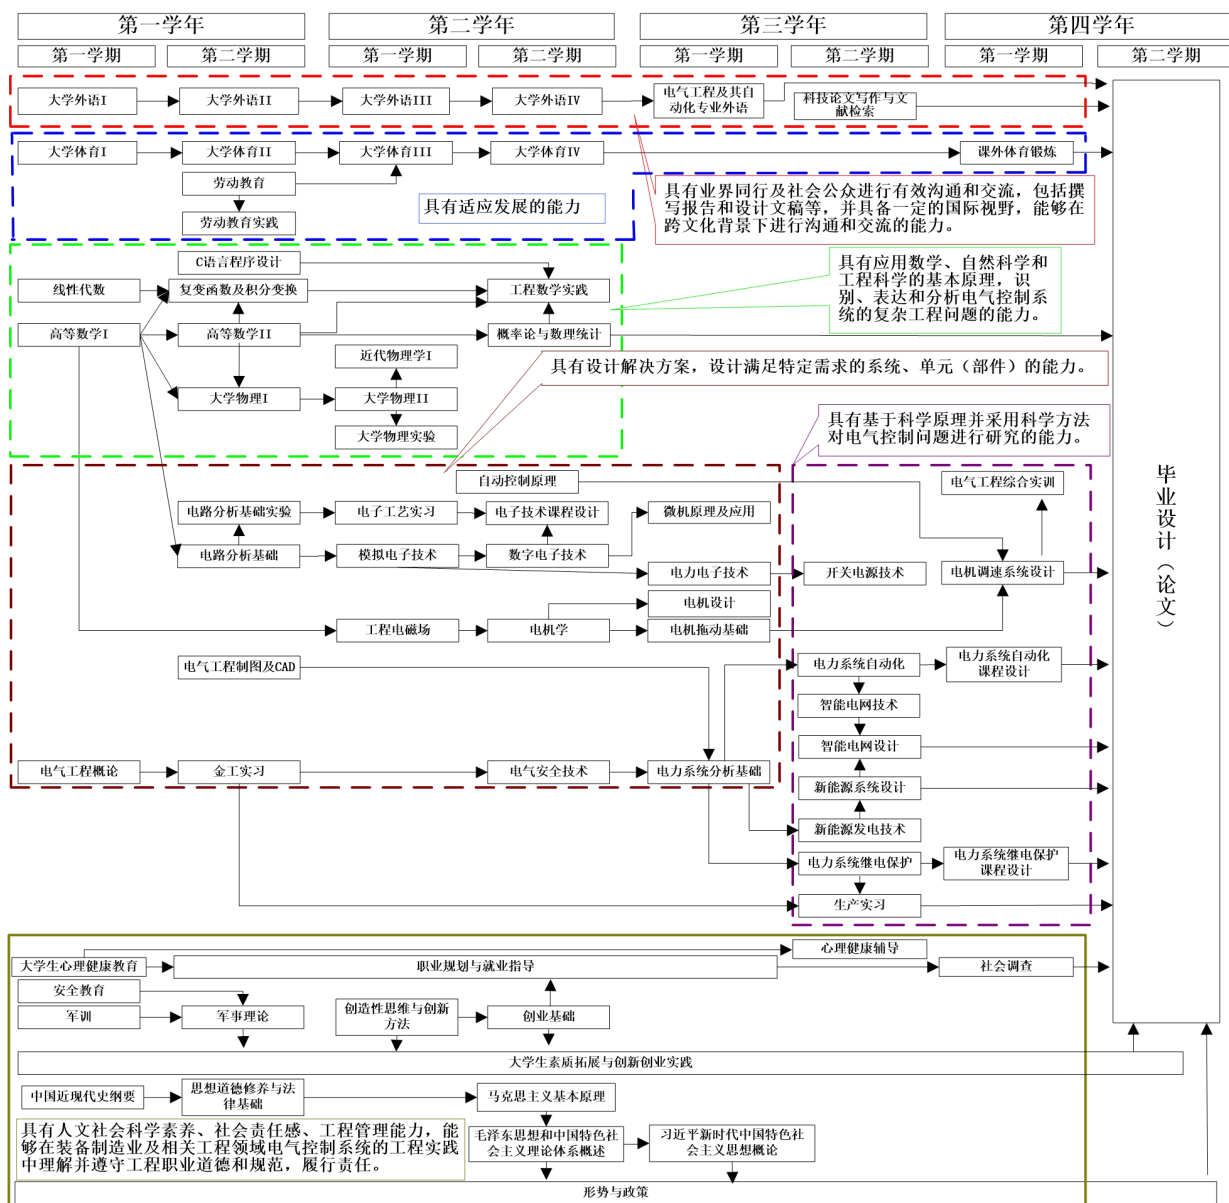 第一学年
第二学年
第三学年
第四学年
第一学期
第二学期
第一学期
第二学期
第一学期
第二学期
第一学期
第二学期
大学外语I
大学外语II
大学外语III
大学外语IV
电气工程及其自
动化专业外语
科技论文写作与文
献检索
大学体育I
大学体育II
大学体育III
大学体育IV
课外体育锻炼
劳动教育
劳动教育实践
具有适应发展的能力
具有业界同行及社会公众进行有效沟通和交流，包括撰
写报告和设计文稿等，并具备一定的国际视野，能够在
跨文化背景下进行沟通和交流的能力。
C语言程序设计
线性代数
复变函数及积分变换
工程数学实践
具有应用数学、自然科学和
工程科学的基本原理，识
别、表达和分析电气控制系
统的复杂工程问题的能力。
高等数学I
高等数学II
概率论与数理统计
近代物理学I
大学物理I
大学物理II
大学物理实验
具有设计解决方案，设计满足特定需求的系统、单元（部件）的能力。
具有基于科学原理并采用科学方法
对电气控制问题进行研究的能力。
自动控制原理
电气工程综合实训
电路分析基础实验
电子工艺实习
电子技术课程设计
微机原理及应用
电路分析基础
模拟电子技术
数字电子技术
电力电子技术
开关电源技术
电机调速系统设计
电机设计
工程电磁场
电机学
电机拖动基础
电气工程制图及CAD
电力系统自动化
电力系统自动化
课程设计
智能电网技术
智能电网设计
电气工程概论
金工实习
电气安全技术
电力系统分析基础
新能源系统设计
新能源发电技术
电力系统继电保护
电力系统继电保护
课程设计
生产实习
毕业设计（论文）
心理健康辅导
大学生心理健康教育
职业规划与就业指导
社会调查
安全教育
军训
军事理论
创造性思维与创新
方法
创业基础
大学生素质拓展与创新创业实践
中国近现代史纲要
思想道德修养与法
律基础
马克思主义基本原理
具有人文社会科学素养、社会责任感、工程管理能力，能
够在装备制造业及相关工程领域电气控制系统的工程实践
中理解并遵守工程职业道德和规范，履行责任。
毛泽东思想和中国特色社
会主义理论体系概述
习近平新时代中国特色社
会主义思想概论
形势与政策